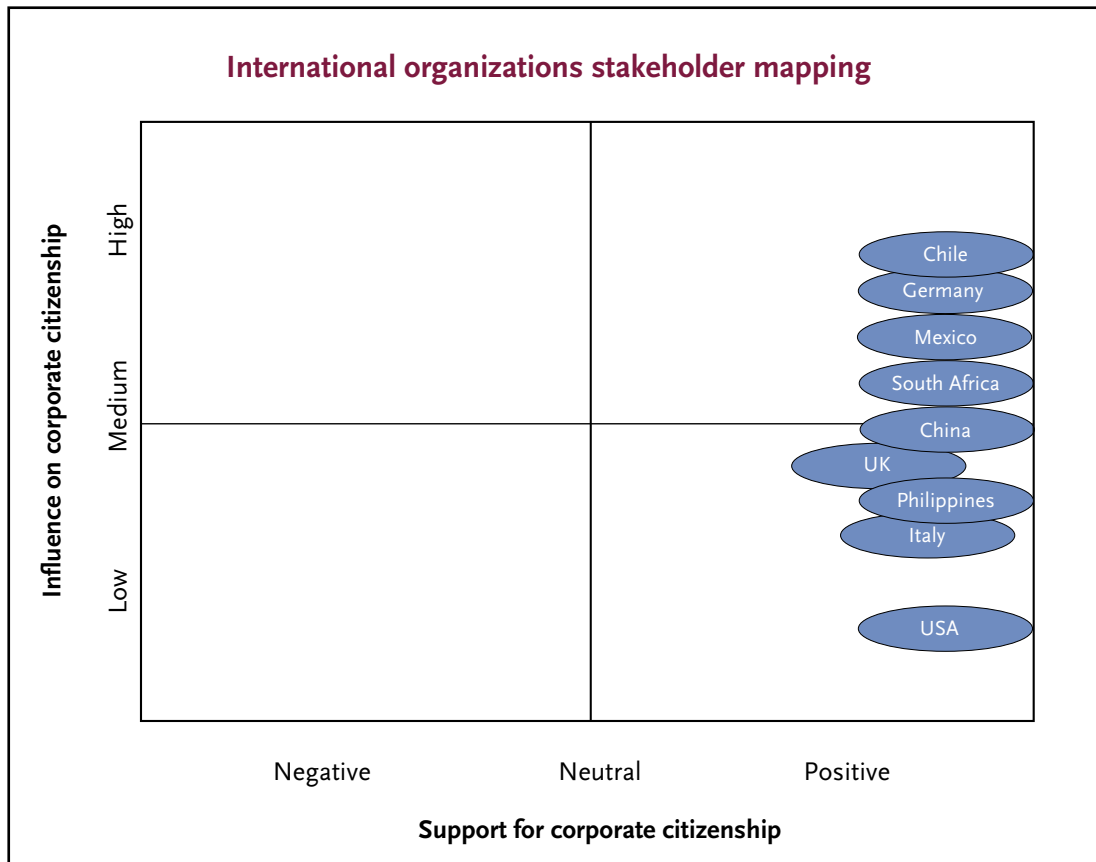 International organizations stakeholder mapping
Influence on corporate citizenship
High
Medium
Low
Chile
Germany
Mexico
South Africa
China
UK
Philippines
Italy
USA
Negative
Neutral
Positive
Support for corporate citizenship